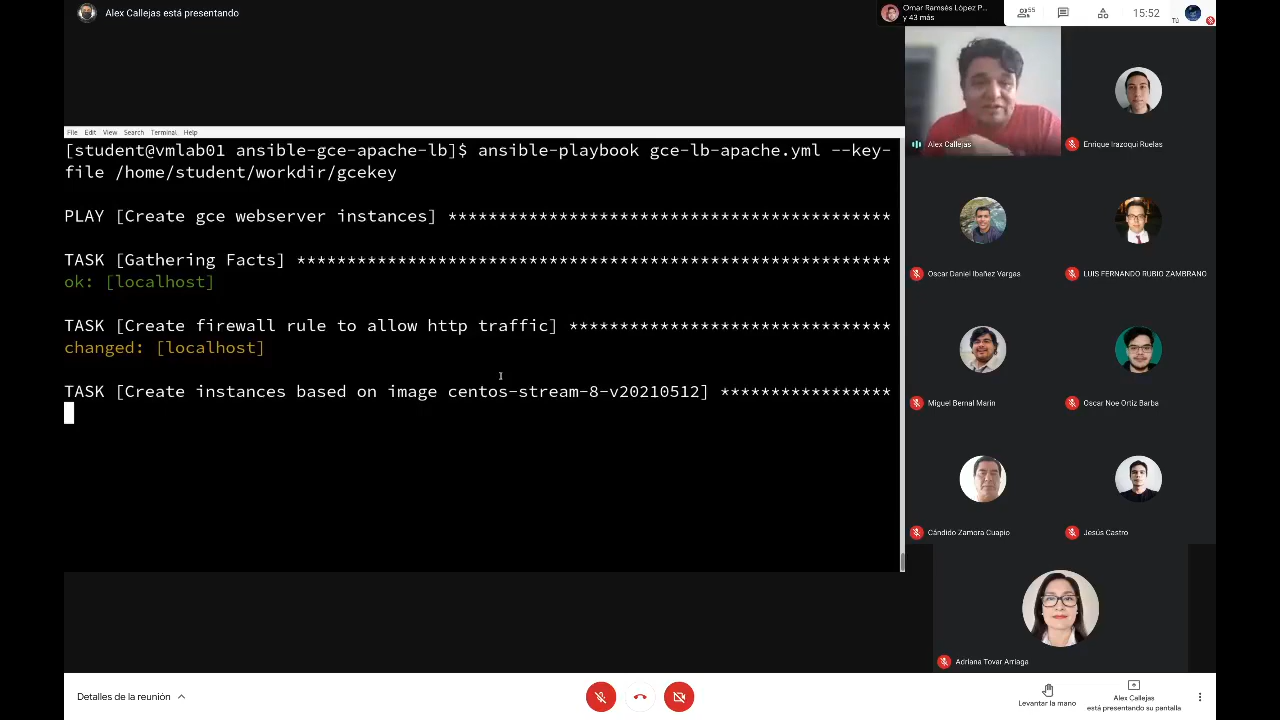 Alex Callejas está presentando
Omar Ramsés López P...
y 43 más
55
15:52
Tú
File Edit View Search Terminal Help
[student@vmlab01 ansible-gce-apache-lb]$ ansible-playbook gce-lb-apache.yml --key-
file /home/student/workdir/gcekey
PLAY [Create gce webserver instances] ********************************************
TASK [Gathering Facts] ***********************************************************
ok: [localhost]
TASK [Create firewall rule to allow http traffic] ********************************
changed: [localhost]
TASK [Create instances based on image centos-stream-8-v20210512] *****************
Alex Callejas
Enrique Irazoqui Ruelas
Oscar Daniel Ibañez Vargas
LUIS FERNANDO RUBIO ZAMBRANO
Miguel Bernal Marin
Oscar Noe Ortiz Barba
Cándido Zamora Cuapio
Jesús Castro
Adriana Tovar Arriaga
Detalles de la reunión
Levantar la mano
Alex Callejas
está presentando su pantalla